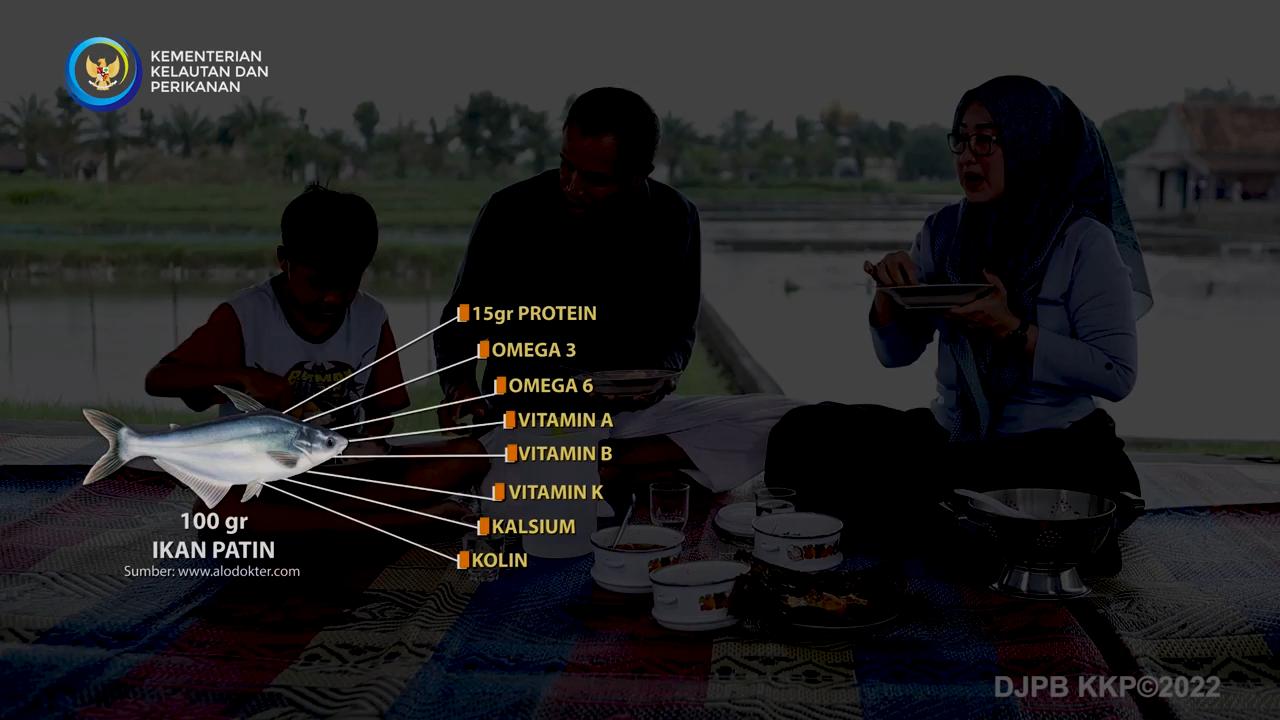 KEMENTERIAN
KELAUTAN DAN
PERIKANAN
15gr PROTEIN
OMEGA 3
OMEGA 6
VITAMIN A
VITAMIN B
VITAMIN K
KALSIUM
KOLIN
100 gr
IKAN PATIN
Sumber: www.alodokter.com
DJPB KKP©2022